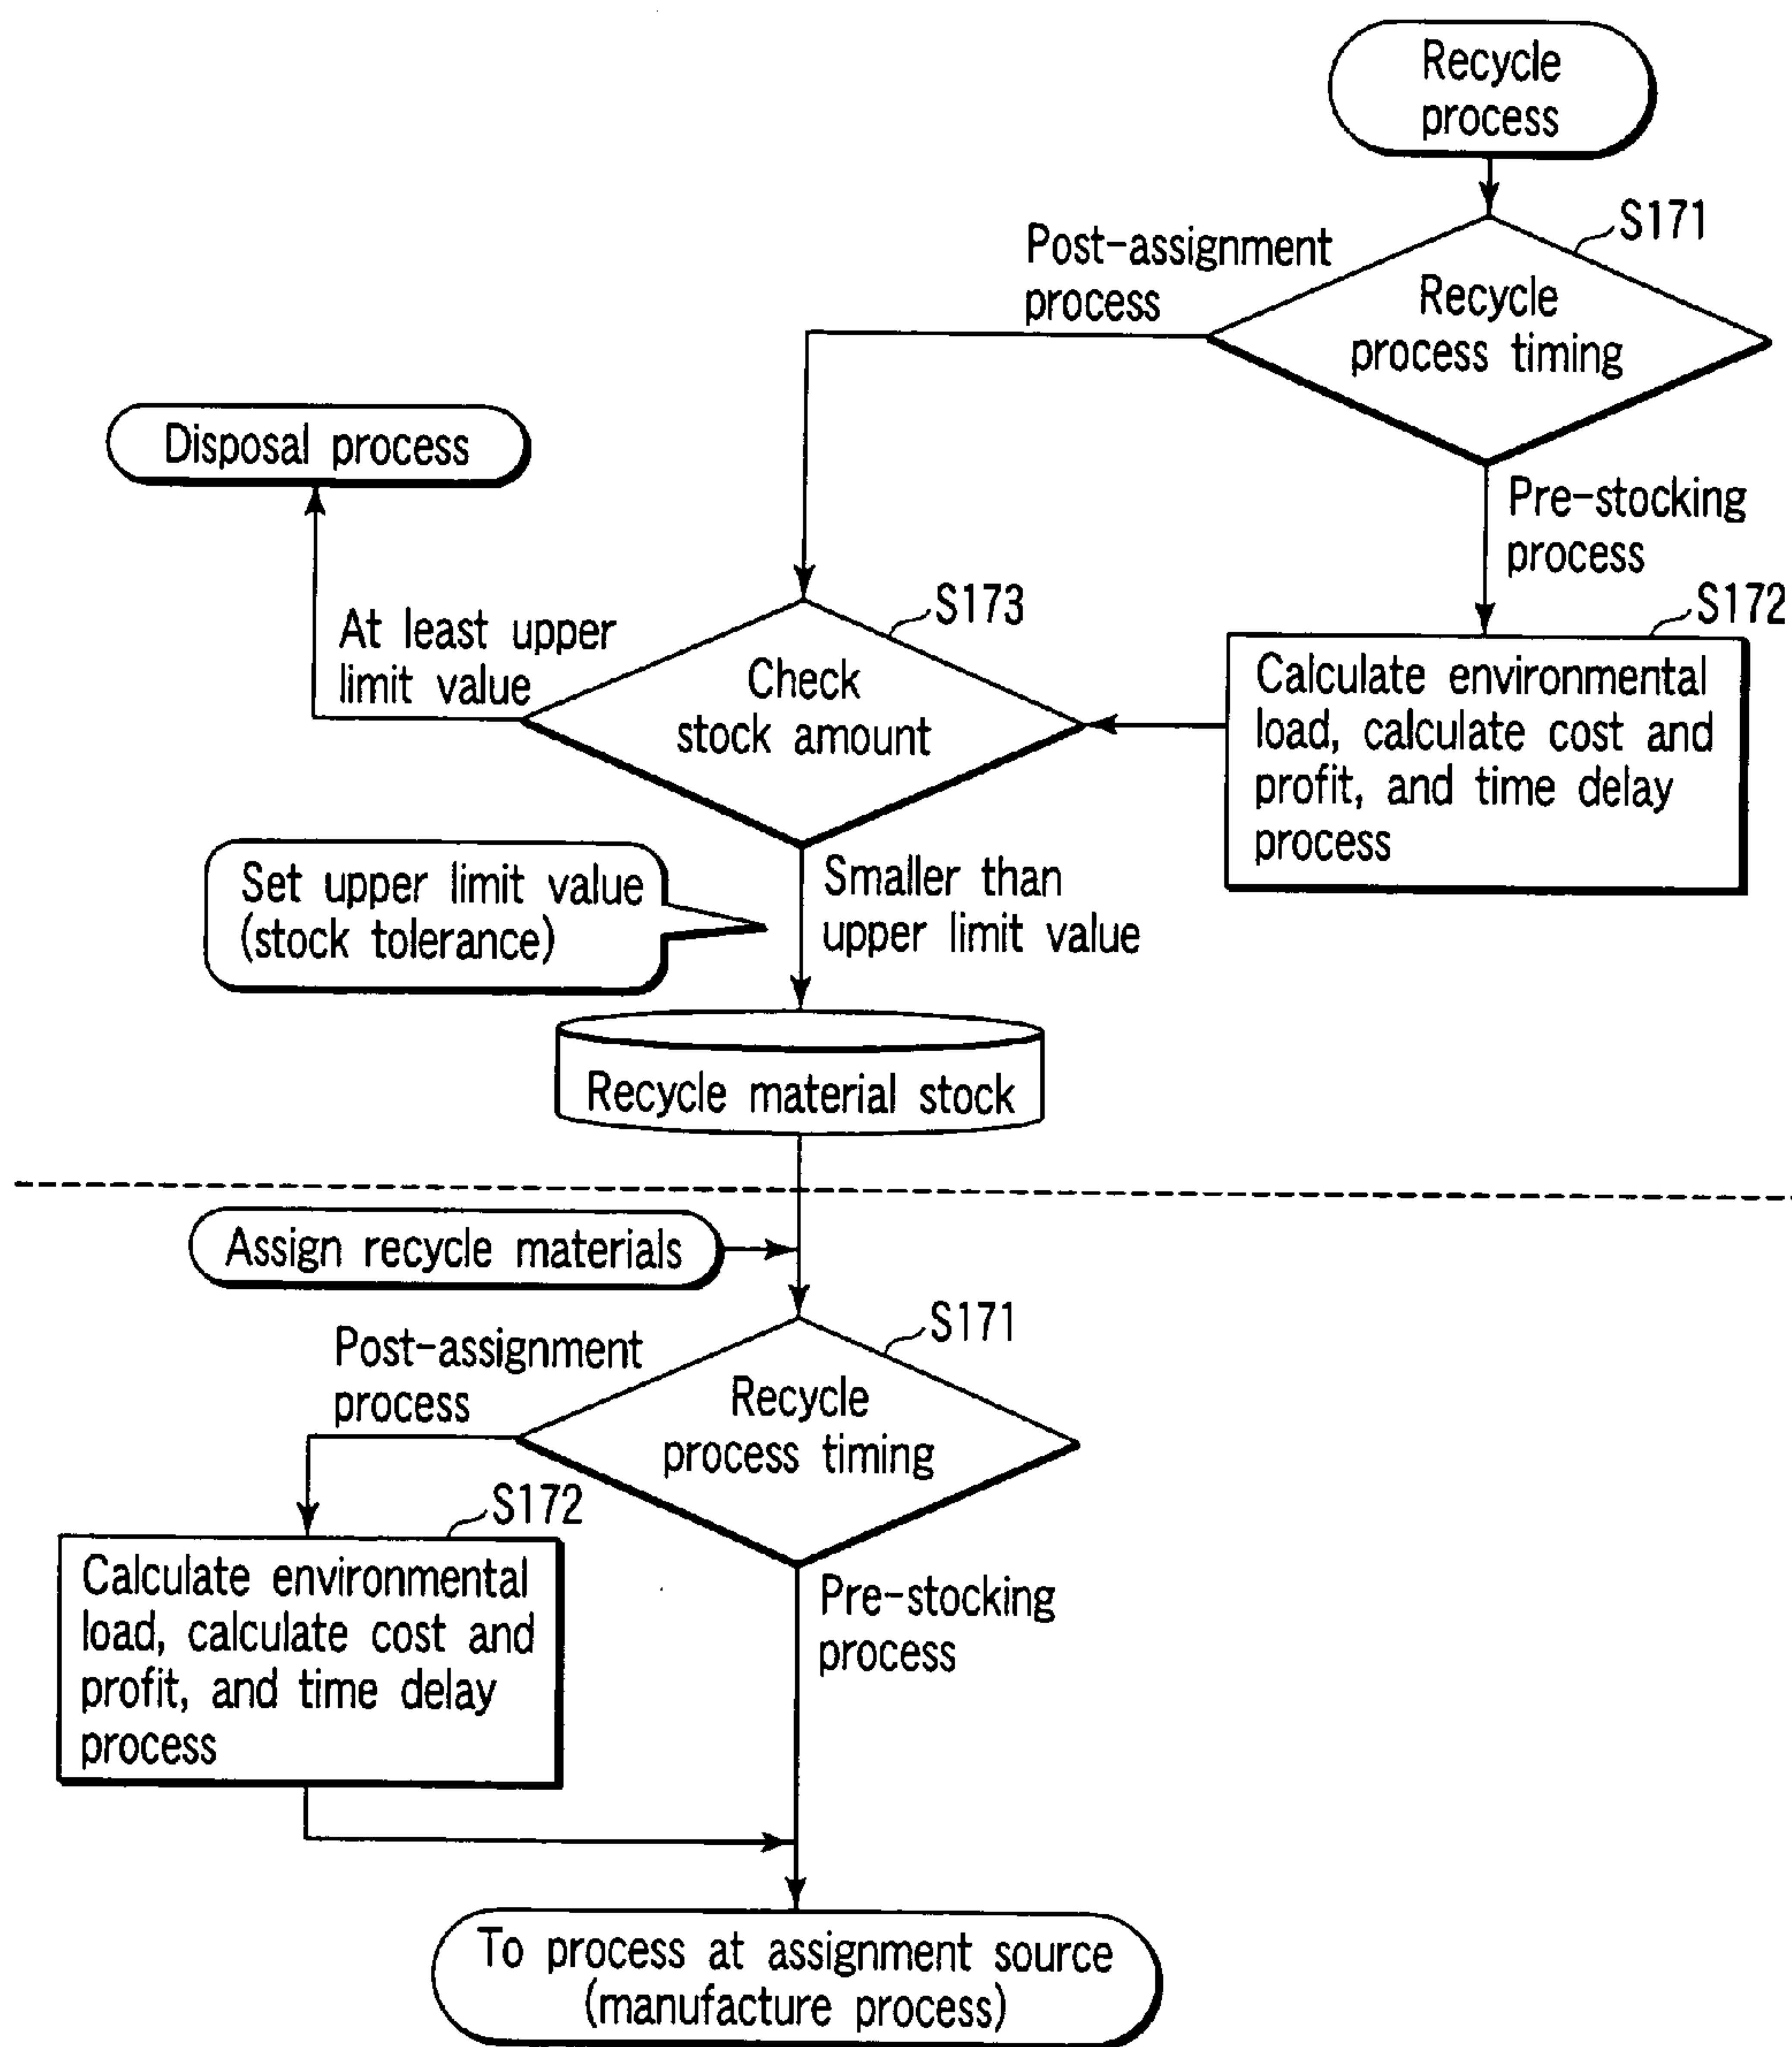 Recycle
process
S171
Post-assignment
process
Recycle
process timing
Disposal process
Pre-stocking
process
S173
S172
At least upper
limit value
Check
stock amount
Calculate environmental
load, calculate cost and
profit, and time delay
process
Set upper limit value
(stock tolerance)
Smaller than
upper limit value
Recycle material stock
Assign recycle materials
S171
Post-assignment
process
Recycle
process timing
S172
Calculate environmental
load, calculate cost and
profit, and time delay
process
Pre-stocking
process
To process at assignment source
(manufacture process)